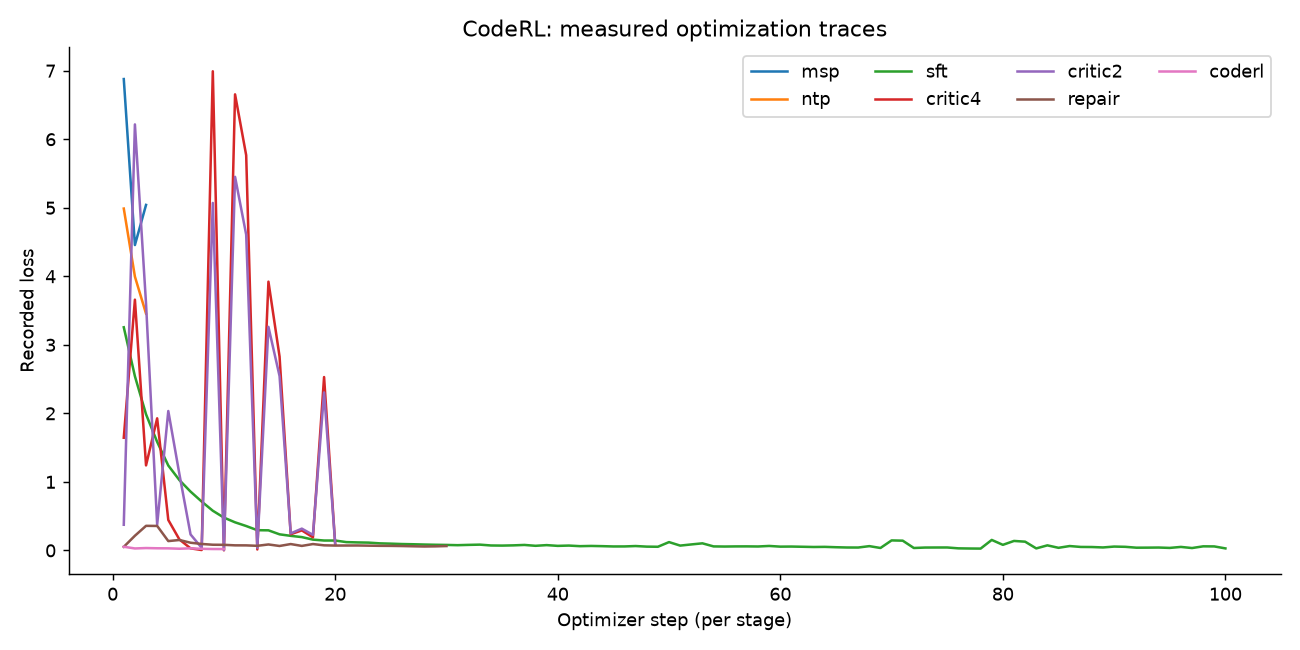 CodeRL: measured optimization traces
msp sft critic2 coderl
ntp critic4 repair
7
6
5
4
3
2
1
0
Recorded loss
0 20 40 60 80 100
Optimizer step (per stage)